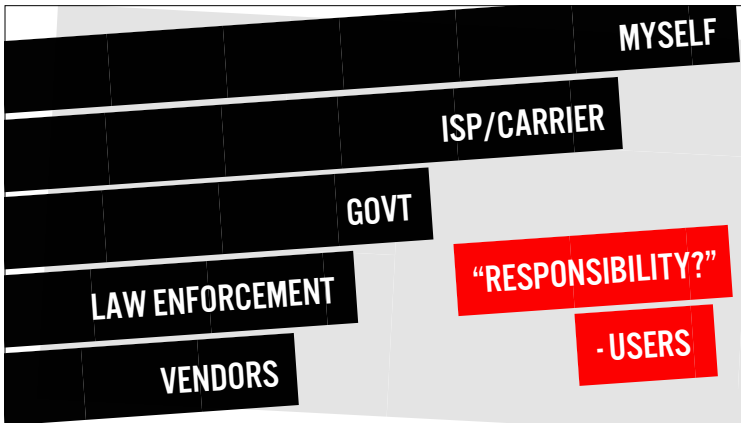 MYSELF
ISP/CARRIER
GOVT
LAW ENFORCEMENT
VENDORS
“RESPONSIBILITY?”
- USERS